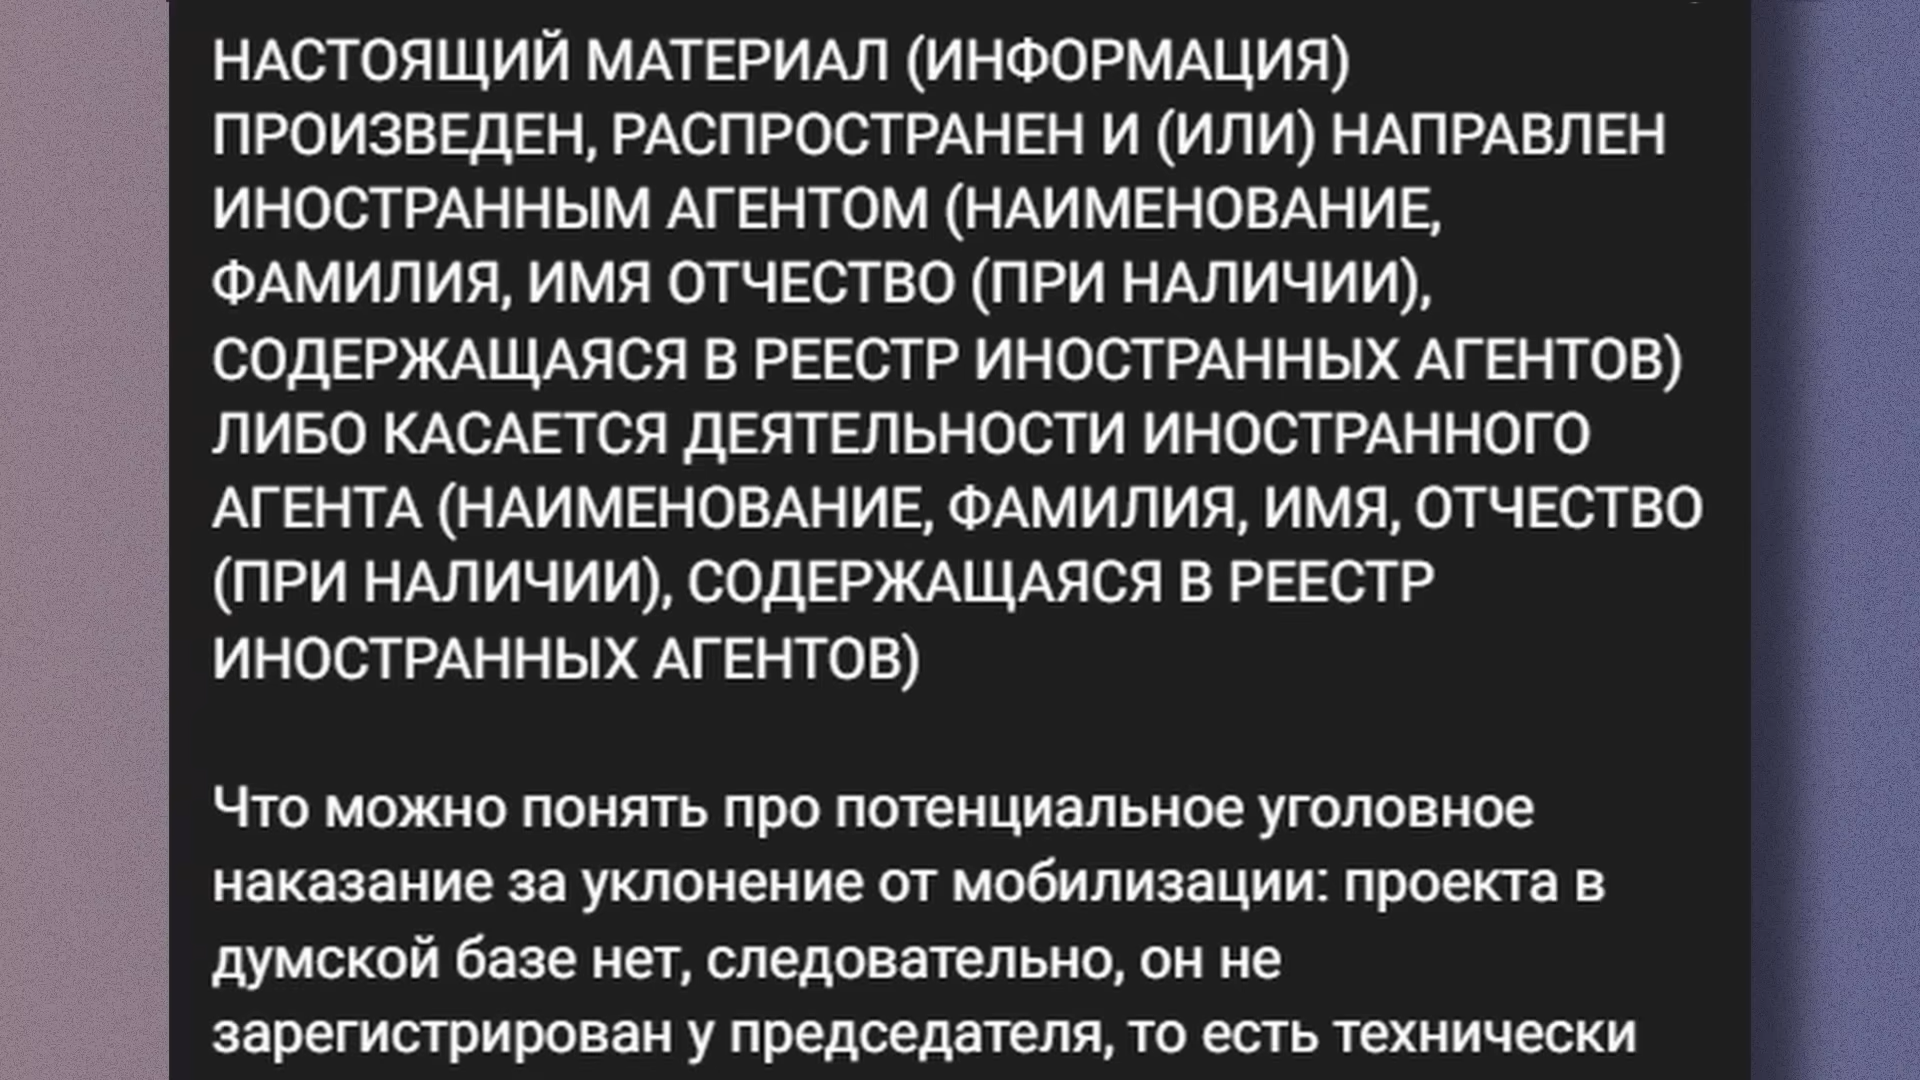 НАСТОЯЩИЙ МАТЕРИАЛ (ИНФОРМАЦИЯ)
ПРОИЗВЕДЕН, РАСПРОСТРАНЕН И (ИЛИ) НАПРАВЛЕН
ИНОСТРАННЫМ АГЕНТОМ (НАИМЕНОВАНИЕ,
ФАМИЛИЯ, ИМЯ ОТЧЕСТВО (ПРИ НАЛИЧИИ),
СОДЕРЖАЩАЯСЯ В РЕЕСТР ИНОСТРАННЫХ АГЕНТОВ)
ЛИБО КАСАЕТСЯ ДЕЯТЕЛЬНОСТИ ИНОСТРАННОГО
АГЕНТА (НАИМЕНОВАНИЕ, ФАМИЛИЯ, ИМЯ, ОТЧЕСТВО
(ПРИ НАЛИЧИИ), СОДЕРЖАЩАЯСЯ В РЕЕСТР
ИНОСТРАННЫХ АГЕНТОВ)
Что можно понять про потенциальное уголовное
наказание за уклонение от мобилизации: проекта в
думской базе нет, следовательно, он не
зарегистрирован у председателя, то есть технически